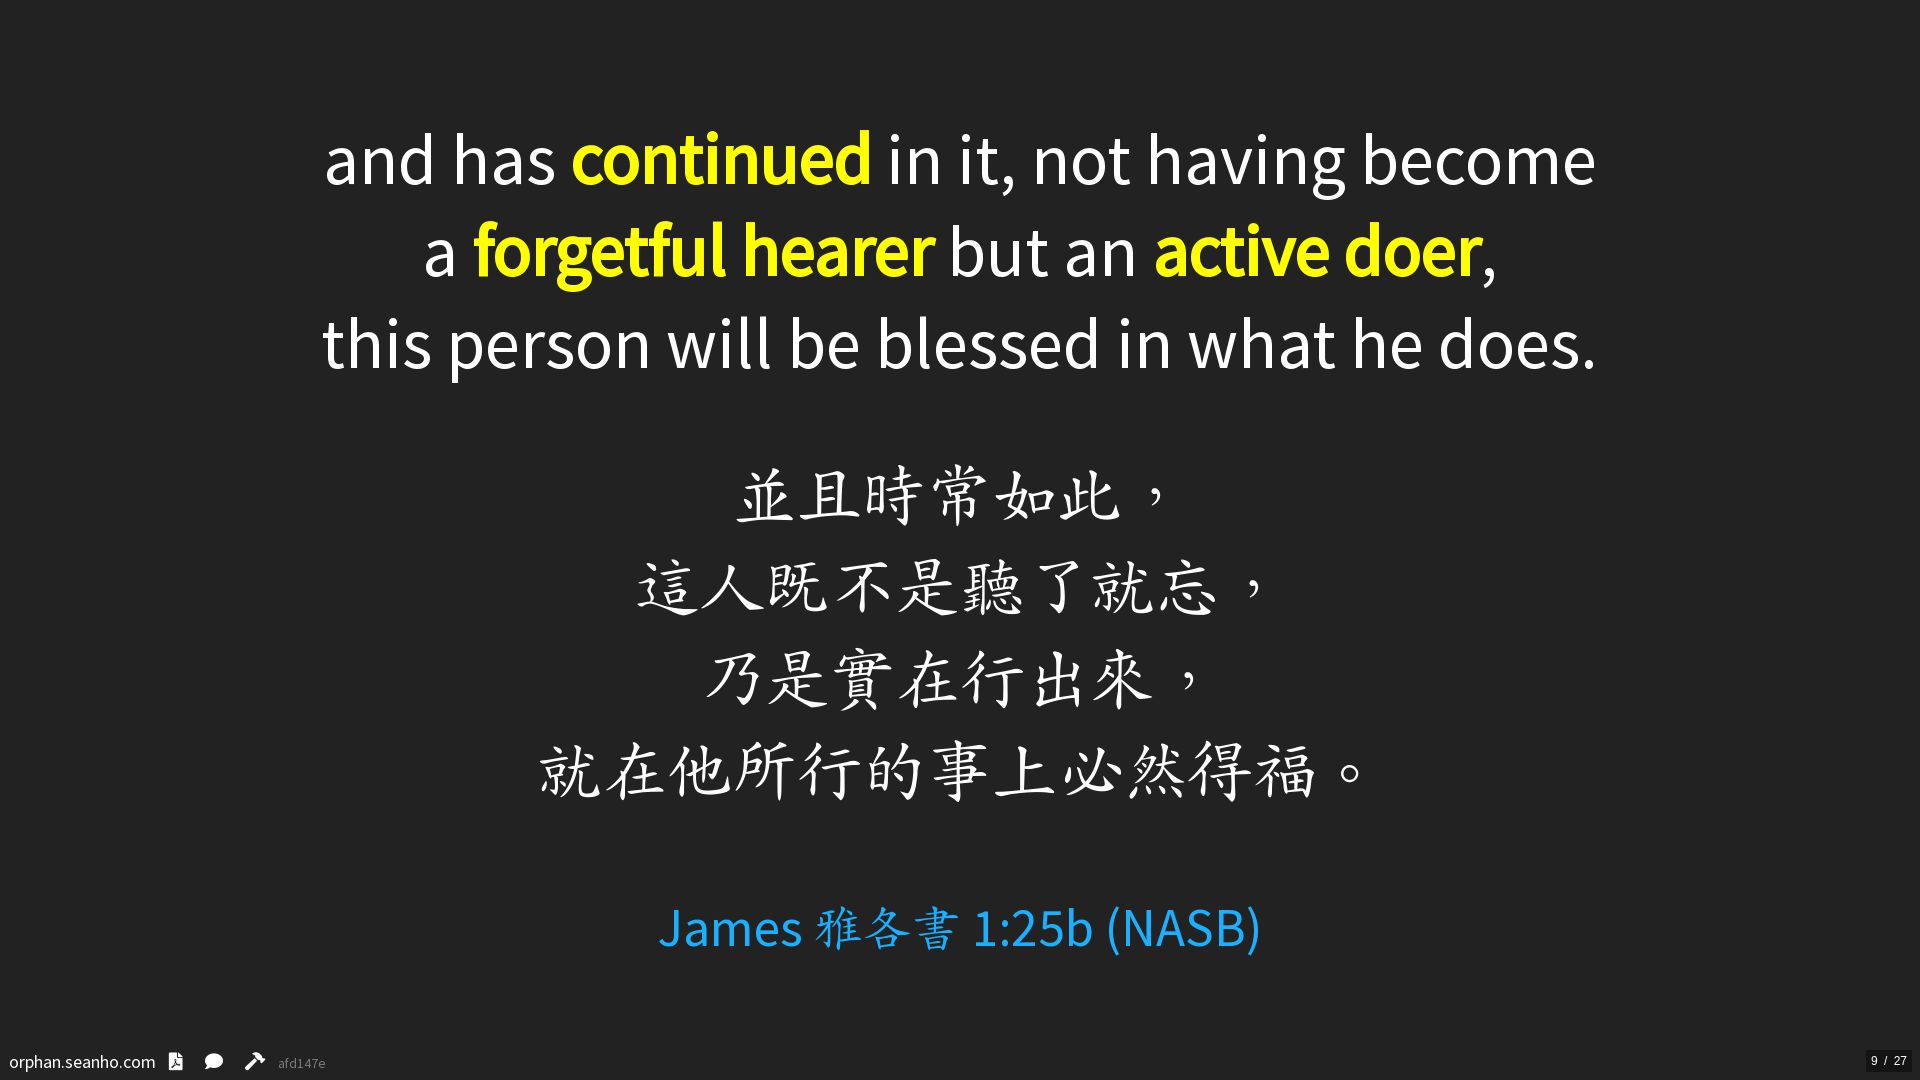 and has continued in it, not having become
a forgetful hearer but an active doer,
this person will be blessed in what he does.
並且時常如此，
這人既不是聽了就忘，
乃是實在行出來，
就在他所行的事上必然得福。
James 雅各書 1:25b (NASB)
orphan.seanho.com afd147e
9 / 27